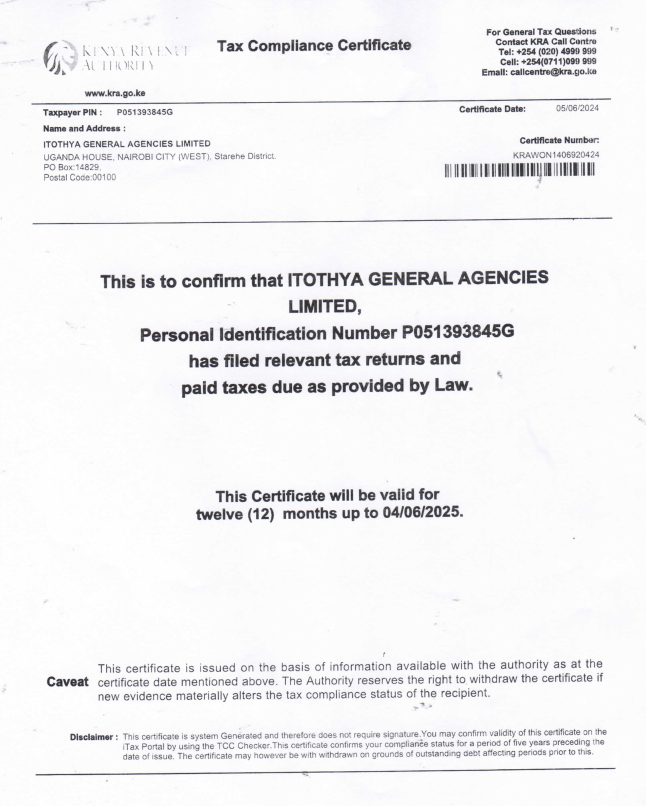 KENYA REVENUE
AUTHORITY
Tax Compliance Certificate
For General Tax Questions
Contact KRA Call Centre
Tel: +254 (020) 4999 999
Cell: +254(0711)099 999
Email: callcentre@kra.go.ke
www.kra.go.ke
Taxpayer PIN : P051393845G
Certificate Date: 05/06/2024
Name and Address :
ITOTHYA GENERAL AGENCIES LIMITED
UGANDA HOUSE, NAIROBI CITY (WEST), Starehe District.
PO Box:14829,
Postal Code:00100
Certificate Number:
KRAWON1406920424
This is to confirm that ITOTHYA GENERAL AGENCIES
LIMITED,
Personal Identification Number P051393845G
has filed relevant tax returns and
paid taxes due as provided by Law.
This Certificate will be valid for
twelve (12) months up to 04/06/2025.
Caveat
This certificate is issued on the basis of information available with the authority as at the
certificate date mentioned above. The Authority reserves the right to withdraw the certificate if
new evidence materially alters the tax compliance status of the recipient.
Disclaimer : This certificate is system Generated and therefore does not require signature.You may confirm validity of this certificate on the
iTax Portal by using the TCC Checker.This certificate confirms your compliance status for a period of five years preceding the
date of issue. The certificate may however be with withdrawn on grounds of outstanding debt affecting periods prior to this.